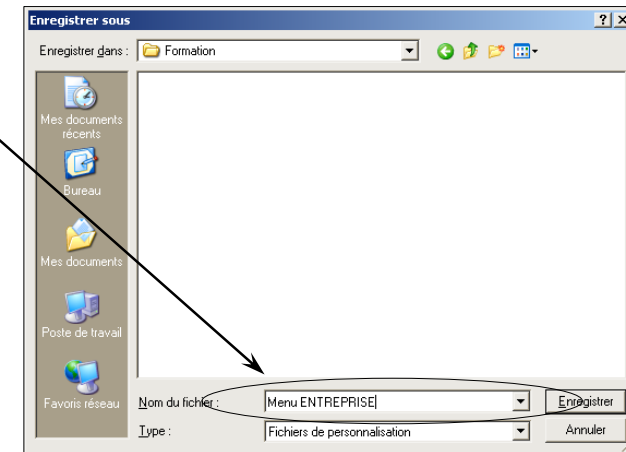 Enregistrer sous
Enregistrer dans :
Formation
Mes documents
récents
Bureau
Mes documents
Poste de travail
Favoris réseau
Nom du fichier :
Menu ENTREPRISE
Enregistrer
Type :
Fichiers de personnalisation
Annuler